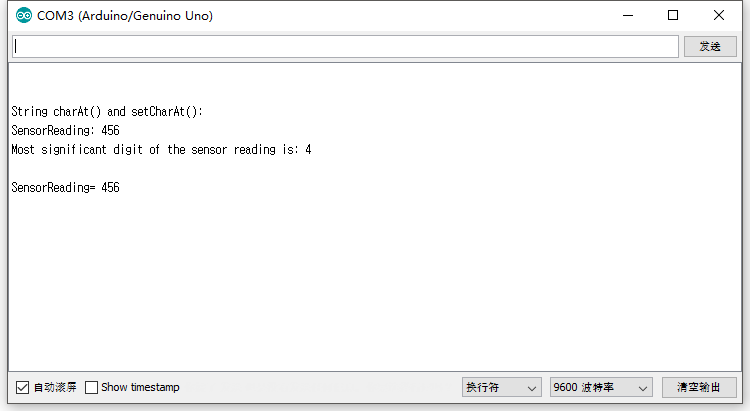 COM3 (Arduino/Genuino Uno)
发送
String charAt() and setCharAt():
SensorReading: 456
Most significant digit of the sensor reading is: 4
SensorReading= 456
自动滚屏 Show timestamp 换行符 9600 波特率 清空输出